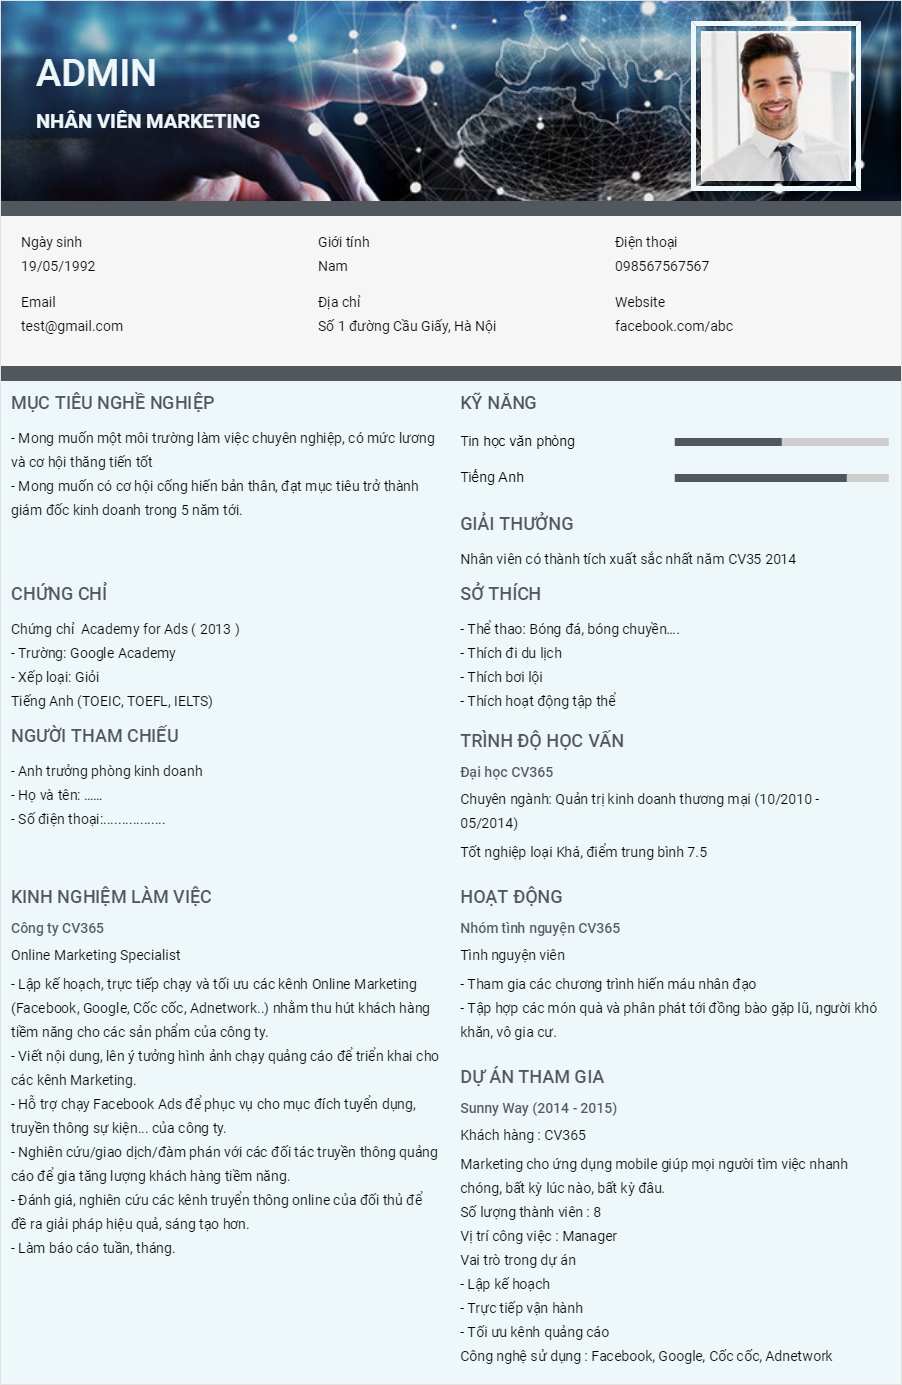 ADMIN
NHÂN VIÊN MARKETING
Ngày sinh
19/05/1992
Giới tính
Nam
Điện thoại
098567567567
Email
test@gmail.com
Địa chỉ
Số 1 đường Cầu Giấy, Hà Nội
Website
facebook.com/abc
MỤC TIÊU NGHỀ NGHIỆP
- Mong muốn một môi trường làm việc chuyên nghiệp, có mức lương
và cơ hội thăng tiến tốt
- Mong muốn có cơ hội cống hiến bản thân, đạt mục tiêu trở thành
giám đốc kinh doanh trong 5 năm tới.
KỸ NĂNG
Tin học văn phòng
Tiếng Anh
GIẢI THƯỞNG
Nhân viên có thành tích xuất sắc nhất năm CV35 2014
CHỨNG CHỈ
Chứng chỉ  Academy for Ads ( 2013 )
- Trường: Google Academy
- Xếp loại: Giỏi
Tiếng Anh (TOEIC, TOEFL, IELTS)
SỞ THÍCH
- Thể thao: Bóng đá, bóng chuyền....
- Thích đi du lịch
- Thích bơi lội
- Thích hoạt động tập thể
NGƯỜI THAM CHIẾU
- Anh trưởng phòng kinh doanh
- Họ và tên: ......
- Số điện thoại:.................
TRÌNH ĐỘ HỌC VẤN
Đại học CV365
Chuyên ngành: Quản trị kinh doanh thương mại (10/2010 -
05/2014)
Tốt nghiệp loại Khá, điểm trung bình 7.5
KINH NGHIỆM LÀM VIỆC
Công ty CV365
Online Marketing Specialist
- Lập kế hoạch, trực tiếp chạy và tối ưu các kênh Online Marketing
(Facebook, Google, Cốc cốc, Adnetwork..) nhằm thu hút khách hàng
tiềm năng cho các sản phẩm của công ty.
- Viết nội dung, lên ý tưởng hình ảnh chạy quảng cáo để triển khai cho
các kênh Marketing.
- Hỗ trợ chạy Facebook Ads để phục vụ cho mục đích tuyển dụng,
truyền thông sự kiện... của công ty.
- Nghiên cứu/giao dịch/đàm phán với các đối tác truyền thông quảng
cáo để gia tăng lượng khách hàng tiềm năng.
- Đánh giá, nghiên cứu các kênh truyền thông online của đối thủ để
đề ra giải pháp hiệu quả, sáng tạo hơn.
- Làm báo cáo tuần, tháng.
HOẠT ĐỘNG
Nhóm tình nguyện CV365
Tình nguyện viên
- Tham gia các chương trình hiến máu nhân đạo
- Tập hợp các món quà và phân phát tới đồng bào gặp lũ, người khó
khăn, vô gia cư.
DỰ ÁN THAM GIA
Sunny Way (2014 - 2015)
Khách hàng : CV365
Marketing cho ứng dụng mobile giúp mọi người tìm việc nhanh
chóng, bất kỳ lúc nào, bất kỳ đâu.
Số lượng thành viên : 8
Vị trí công việc : Manager
Vai trò trong dự án
- Lập kế hoạch
- Trực tiếp vận hành
- Tối ưu kênh quảng cáo
Công nghệ sử dụng : Facebook, Google, Cốc cốc, Adnetwork